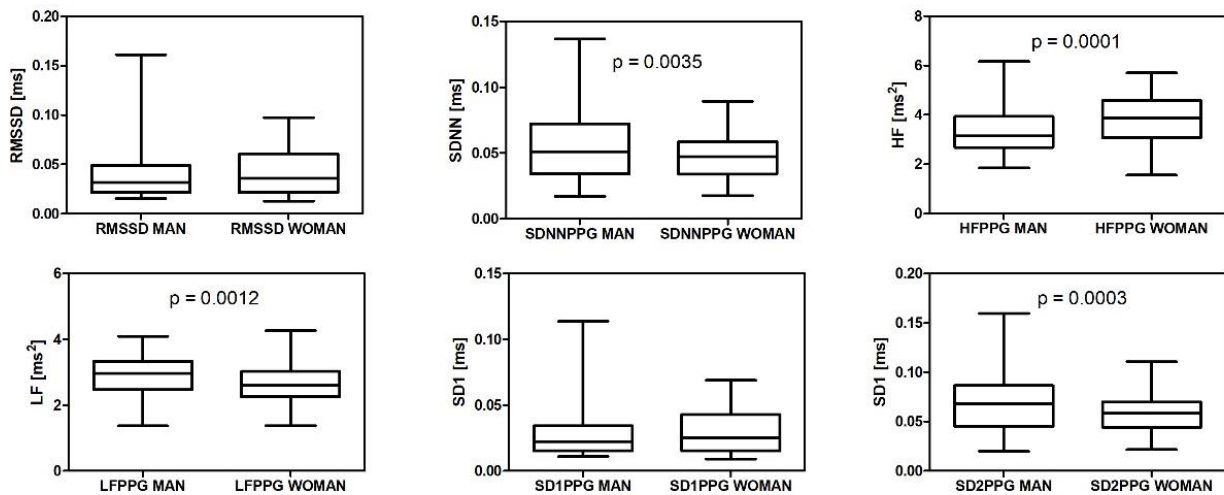 RMSSD [ms]
0.20
0.15
0.10
0.05
0.00
RMSSD MAN
RMSSD WOMAN
SDNN [ms]
0.15
0.10
0.05
0.00
p = 0.0035
SDNNPPG MAN
SDNNPPG WOMAN
HF [ms²]
8
6
4
2
0
p = 0.0001
HFPPG MAN
HFPPG WOMAN
LF [ms²]
6
4
2
0
p = 0.0012
LFPPG MAN
LFPPG WOMAN
SD1 [ms]
0.15
0.10
0.05
0.00
SD1PPG MAN
SD1PPG WOMAN
SD1 [ms]
0.20
0.15
0.10
0.05
0.00
p = 0.0003
SD2PPG MAN
SD2PPG WOMAN